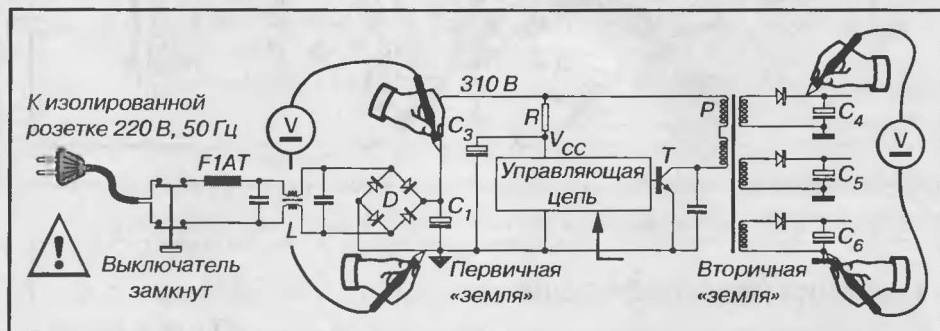 К изолированной
розетке 220 В, 50 Гц
F1AT
V
L
D
C3
C1
310 В
R
VCC
Управляющая
цепь
T
P
C4
C5
C6
V
Выключатель
замкнут
Первичная
«земля»
Вторичная
«земля»